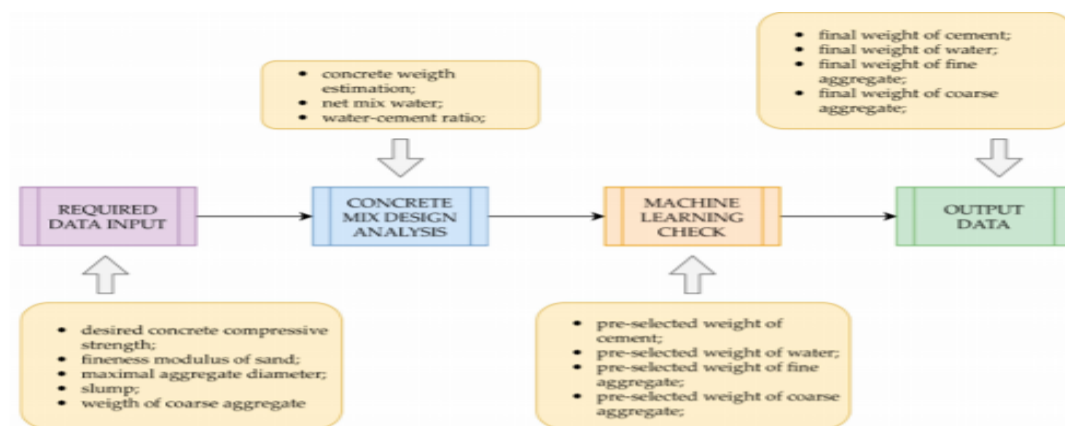 • concrete weigth
estimation;
• net mix water;
• water-cement ratio;
• final weight of cement;
• final weight of water;
• final weight of fine
aggregate;
• final weight of coarse
aggregate;
REQUIRED
DATA INPUT
CONCRETE
MIX DESIGN
ANALYSIS
MACHINE
LEARNING
CHECK
OUTPUT
DATA
• desired concrete compressive
strength;
• fineness modulus of sand;
• maximal aggregate diameter;
• slump;
• weigth of coarse aggregate
• pre-selected weight of
cement;
• pre-selected weight of water;
• pre-selected weight of fine
aggregate;
• pre-selected weight of coarse
aggregate;